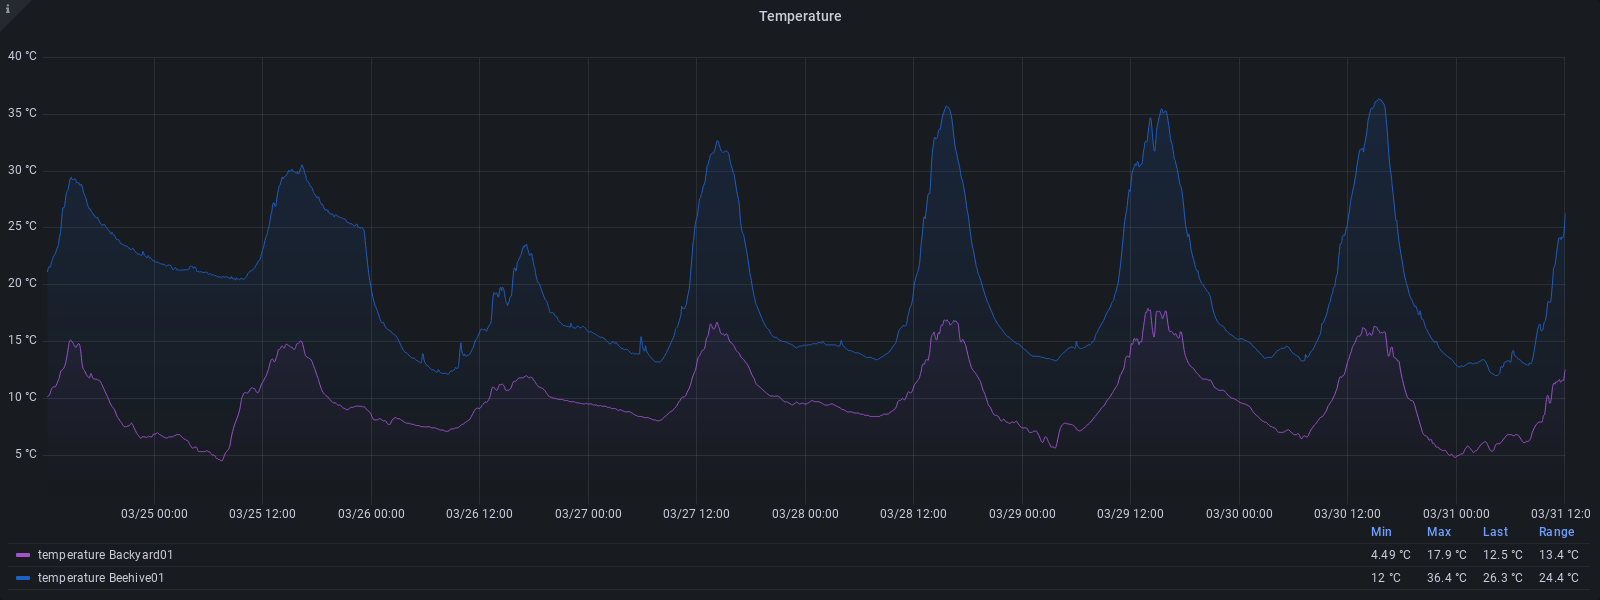 i
Temperature
40 °C
35 °C
30 °C
25 °C
20 °C
15 °C
10 °C
5 °C
03/25 00:00 03/25 12:00 03/26 00:00 03/26 12:00 03/27 00:00 03/27 12:00 03/28 00:00 03/28 12:00 03/29 00:00 03/29 12:00 03/30 00:00 03/30 12:00 03/31 00:00 03/31 12:0
Min Max Last Range
temperature Backyard01 4.49 °C 17.9 °C 12.5 °C 13.4 °C
temperature Beehive01 12 °C 36.4 °C 26.3 °C 24.4 °C